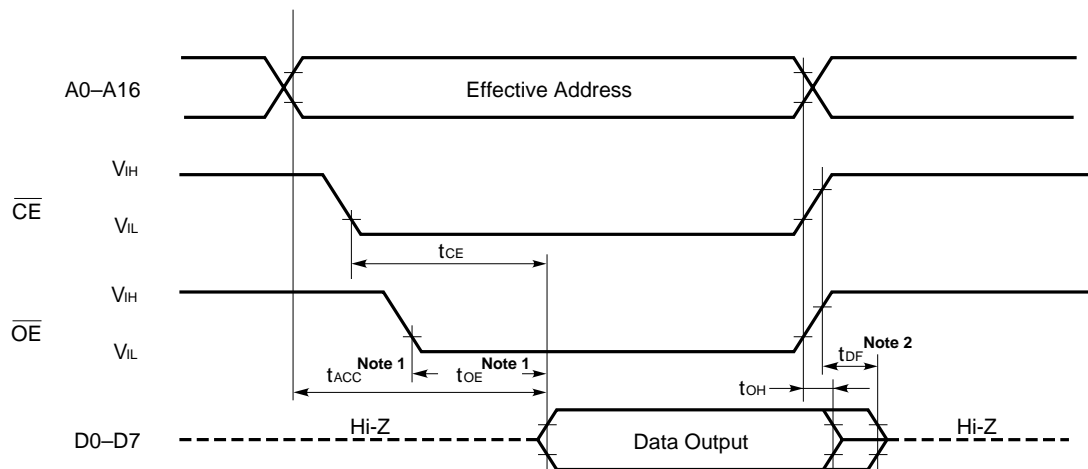 A0–A16
Effective Address
VIH
CE
VIL
tCE
VIH
OE
VIL
tACC Note 1
tOE Note 1
tDF Note 2
tOH
Hi-Z
D0–D7
Data Output
Hi-Z